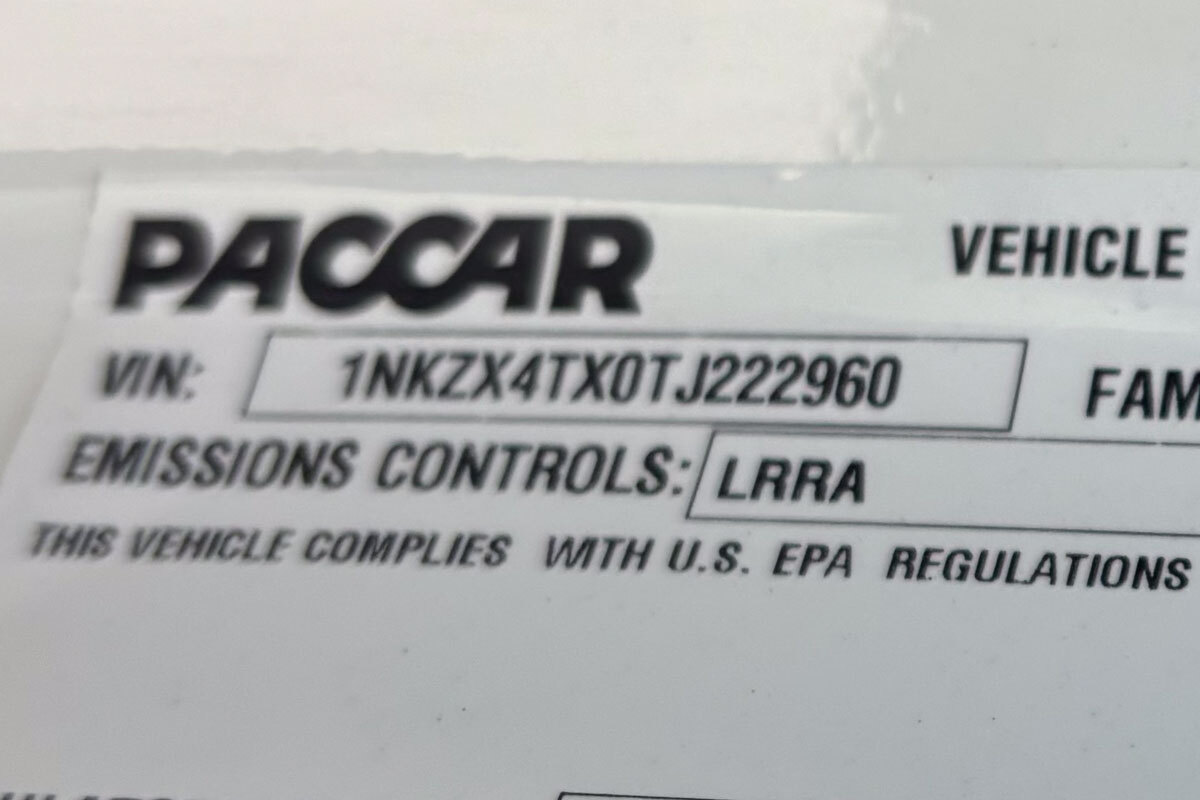 PACCAR VEHICLE
VIN: 1NKZX4TX0TJ222960 FAM
EMISSIONS CONTROLS: LRRA
THIS VEHICLE COMPLIES WITH U.S. EPA REGULATIONS